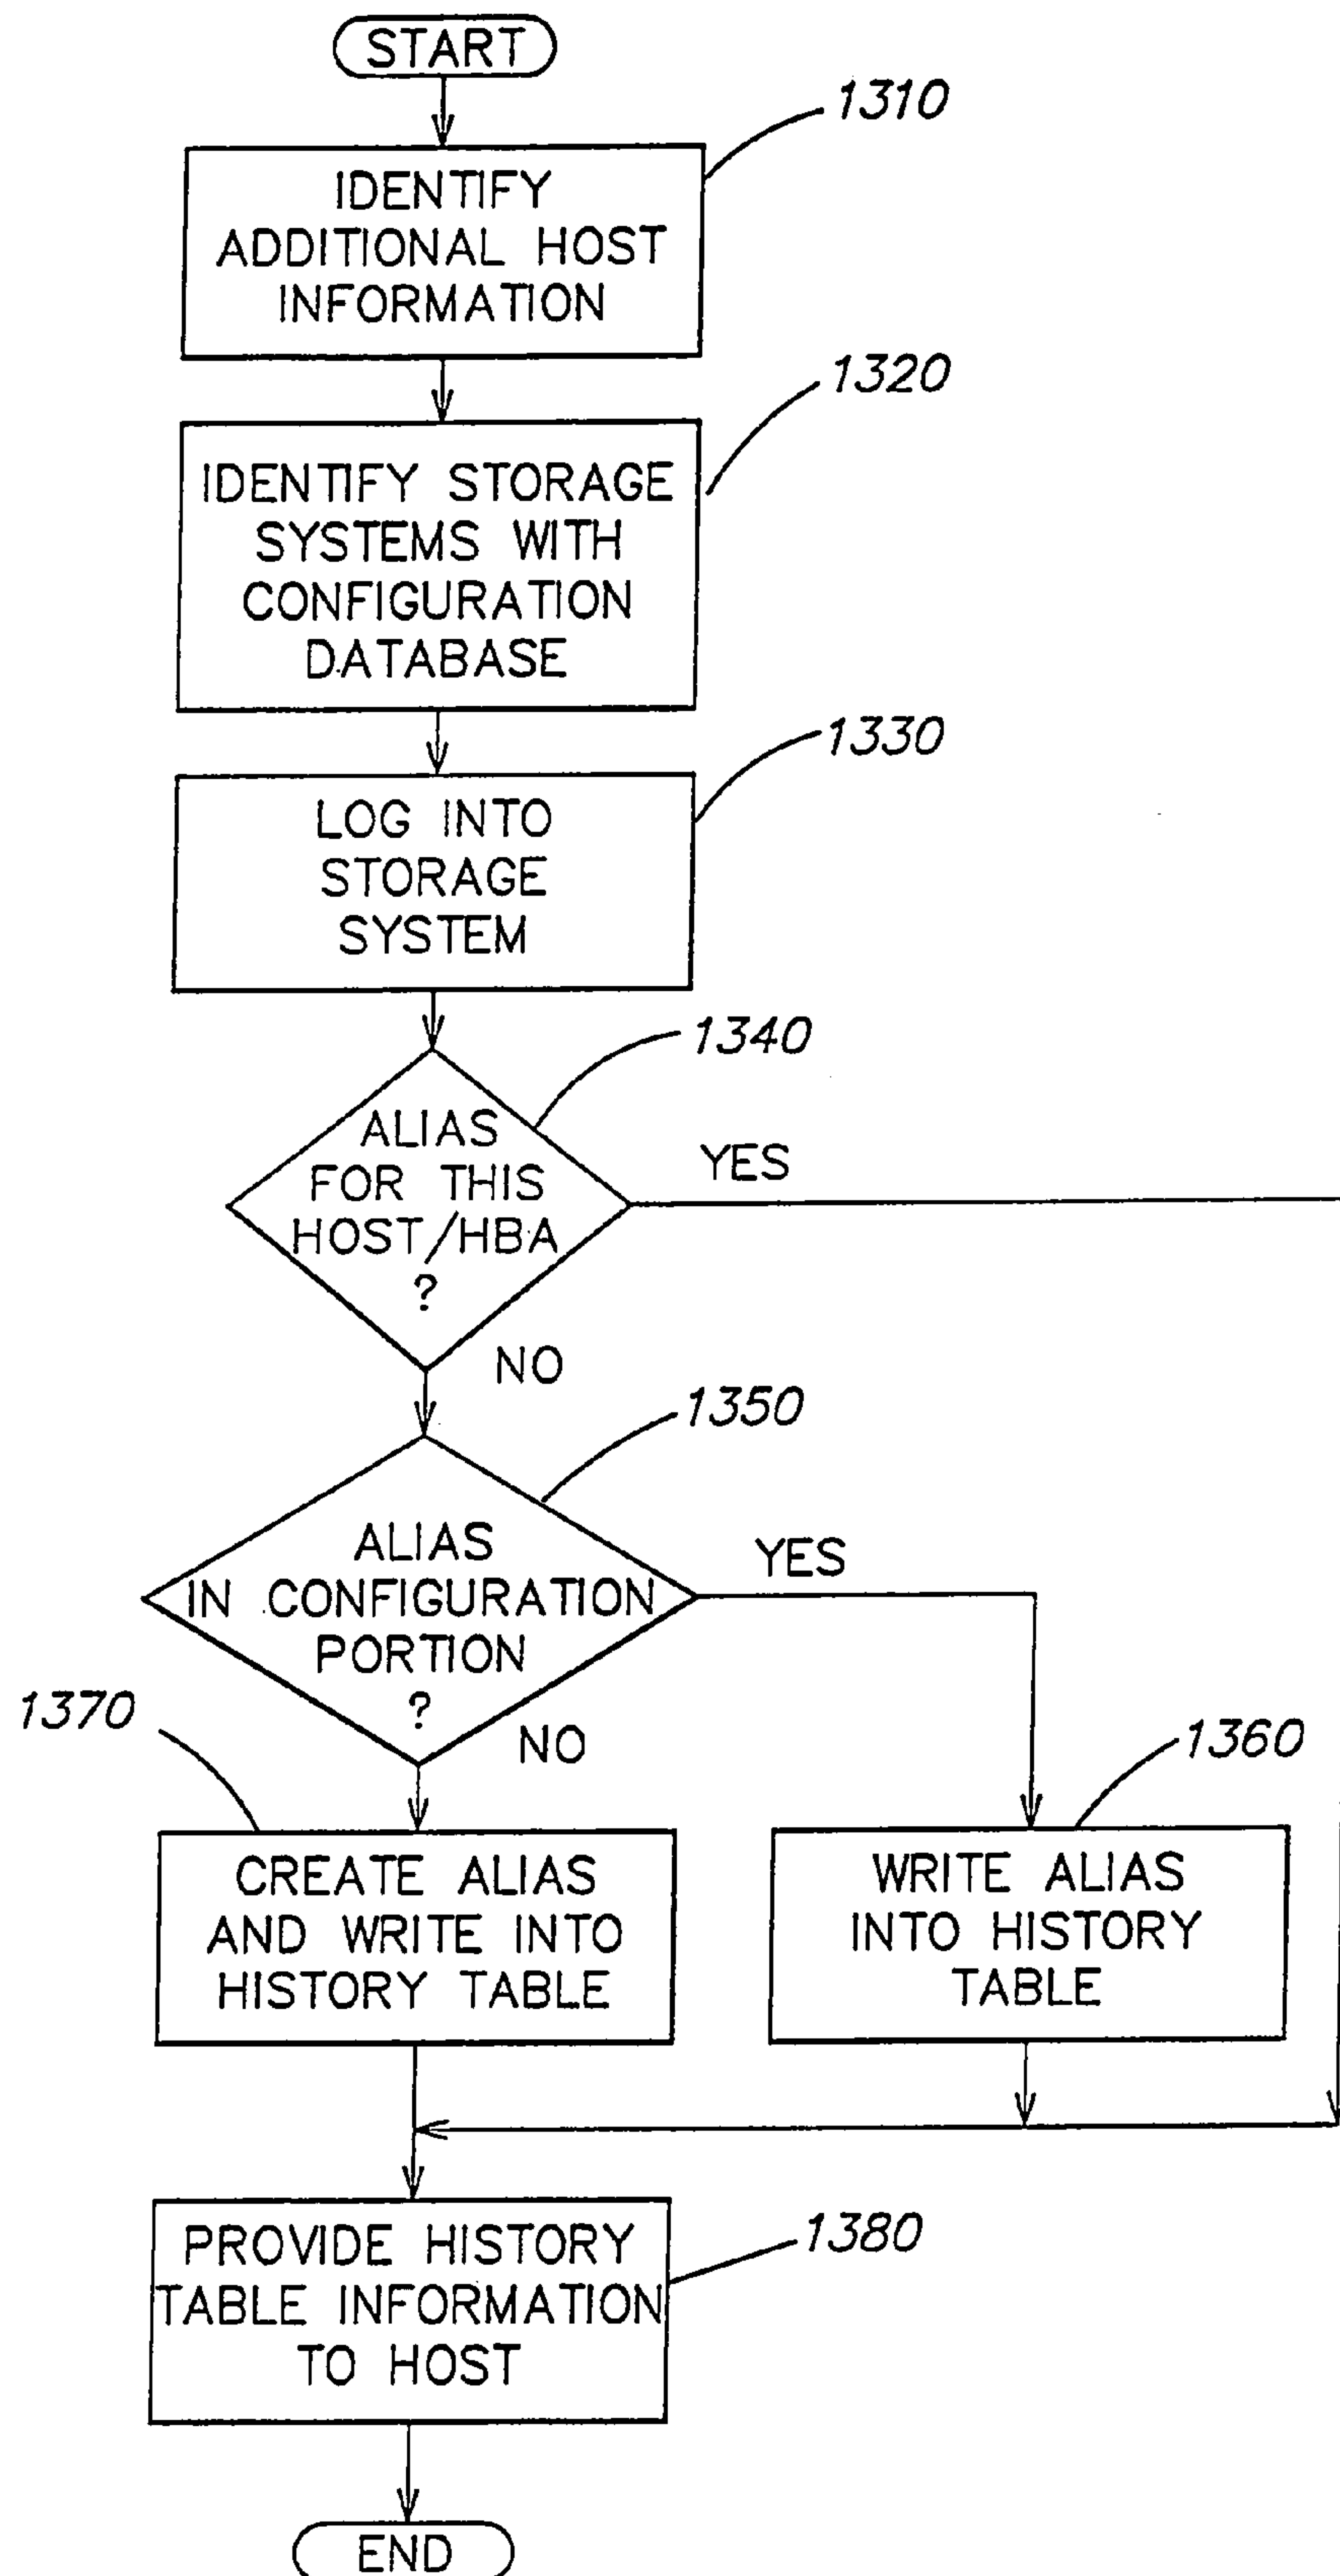 START
1310
IDENTIFY
ADDITIONAL HOST
INFORMATION
1320
IDENTIFY STORAGE
SYSTEMS WITH
CONFIGURATION
DATABASE
1330
LOG INTO
STORAGE
SYSTEM
1340
ALIAS
FOR THIS
HOST/HBA
?
YES
NO
1350
ALIAS
IN CONFIGURATION
PORTION
?
YES
NO
1370
CREATE ALIAS
AND WRITE INTO
HISTORY TABLE
1360
WRITE ALIAS
INTO HISTORY
TABLE
1380
PROVIDE HISTORY
TABLE INFORMATION
TO HOST
END